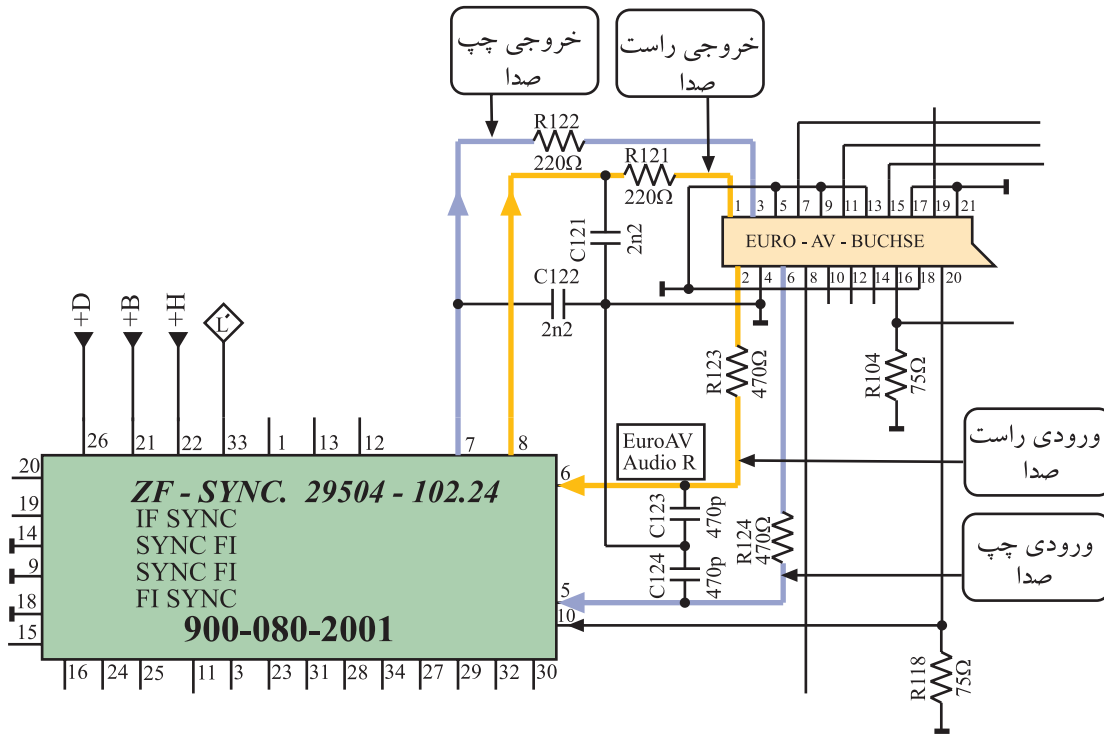 خروجی چپ
صدا
خروجی راست
صدا
R122
220Ω
R121
220Ω
1 3 5 7 9 11 13 15 17 19 21
EURO - AV - BUCHSE
2 4 6 8 10 12 14 16 18 20
C121
2n2
C122
2n2
+D
+B
+H
L'
R123
470Ω
R104
75Ω
26 21 22 33 1 13 12 7 8
EuroAV
Audio R
ورودی راست
صدا
20
19
14
9
18
15
ZF - SYNC. 29504 - 102.24
IF SYNC
SYNC FI
SYNC FI
FI SYNC
900-080-2001
6
5
10
C123
470p
C124
470p
R124
470Ω
ورودی چپ
صدا
R118
75Ω
16 24 25 11 3 23 31 28 34 27 29 32 30